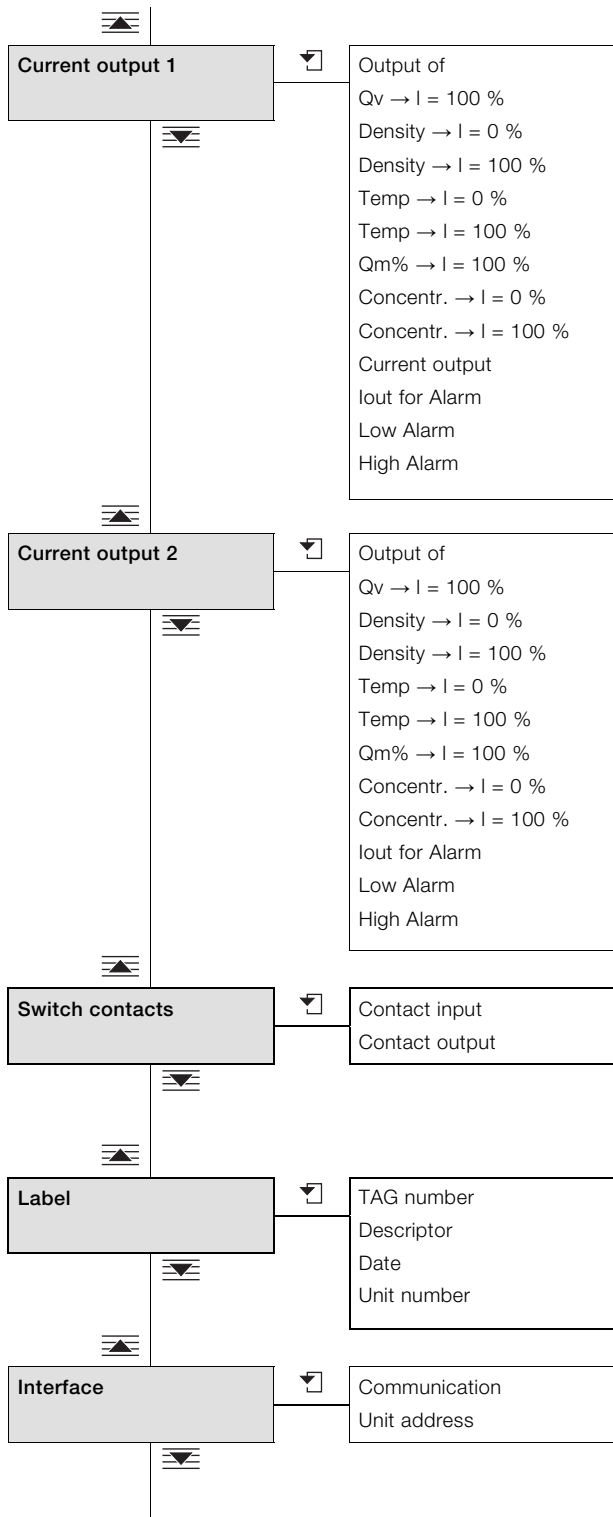 Current output 1
Output of
Qv → I = 100 %
Density → I = 0 %
Density → I = 100 %
Temp → I = 0 %
Temp → I = 100 %
Qm% → I = 100 %
Concentr. → I = 0 %
Concentr. → I = 100 %
Current output
Iout for Alarm
Low Alarm
High Alarm
Current output 2
Output of
Qv → I = 100 %
Density → I = 0 %
Density → I = 100 %
Temp → I = 0 %
Temp → I = 100 %
Qm% → I = 100 %
Concentr. → I = 0 %
Concentr. → I = 100 %
Iout for Alarm
Low Alarm
High Alarm
Switch contacts
Contact input
Contact output
Label
TAG number
Descriptor
Date
Unit number
Interface
Communication
Unit address